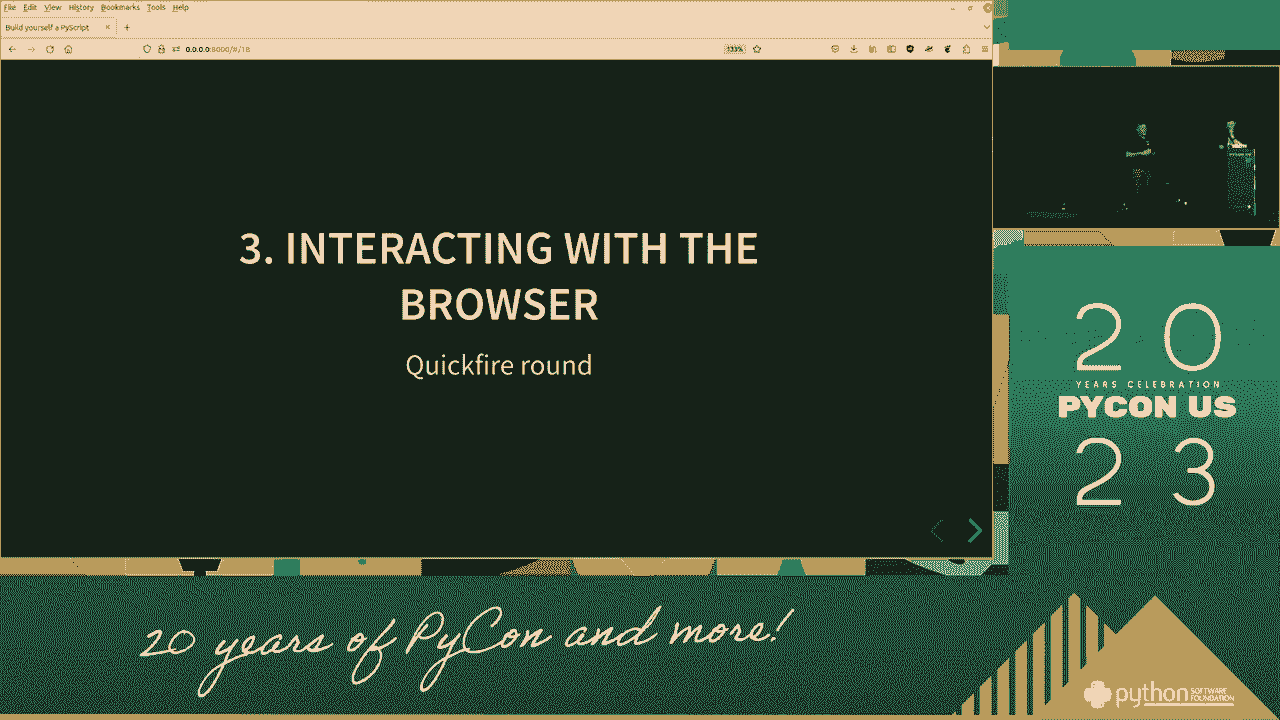 File Edit View History Bookmarks Tools Help
Build yourself a PyScript
0.0.0.0:8000/#/18
133%
3. INTERACTING WITH THE
BROWSER
Quickfire round
20
YEARS CELEBRATION
PYCON US
23
20 years of PyCon and more!
python SOFTWARE
FOUNDATION